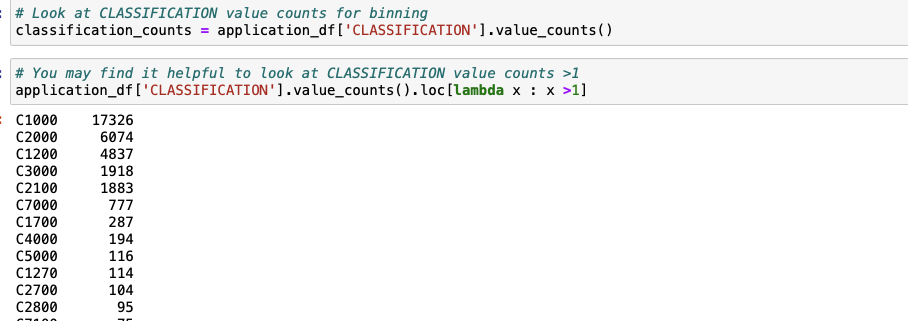 # Look at CLASSIFICATION value counts for binning
classification_counts = application_df['CLASSIFICATION'].value_counts()
# You may find it helpful to look at CLASSIFICATION value counts >1
application_df['CLASSIFICATION'].value_counts().loc[lambda x : x >1]
C1000    17326
C2000     6074
C1200     4837
C3000     1918
C2100     1883
C7000      777
C1700      287
C4000      194
C5000      116
C1270      114
C2700      104
C2800       95